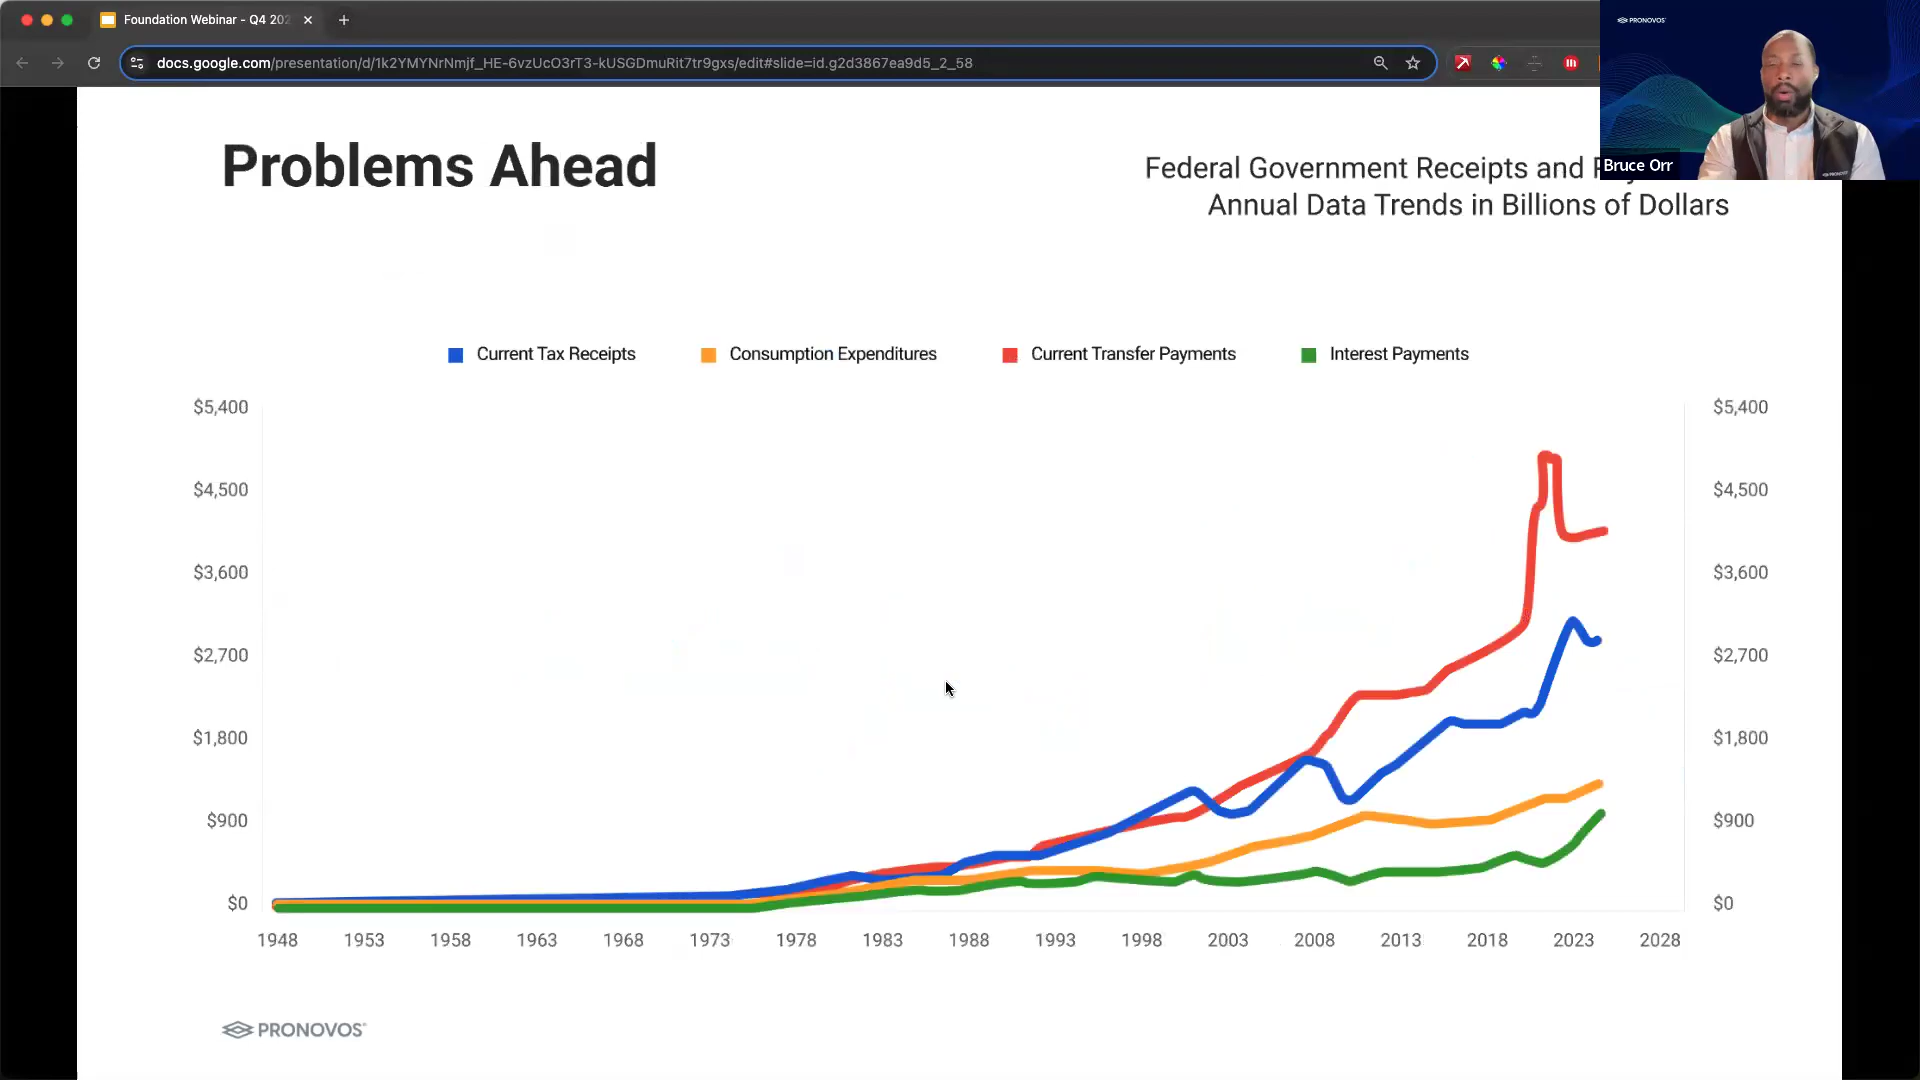 Foundation Webinar - Q4 202
docs.google.com/presentation/d/1k2YMYNrNmjf_HE-6vzUcO3rT3-kUSGDmuRit7tr9gxs/edit#slide=id.g2d3867ea9d5_2_58
PRONOVOS
Bruce Orr
Problems Ahead
Federal Government Receipts and
Annual Data Trends in Billions of Dollars
Current Tax Receipts
Consumption Expenditures
Current Transfer Payments
Interest Payments
$5,400 $5,400
$4,500 $4,500
$3,600 $3,600
$2,700 $2,700
$1,800 $1,800
$900 $900
$0 $0
1948 1953 1958 1963 1968 1973 1978 1983 1988 1993 1998 2003 2008 2013 2018 2023 2028
PRONOVOS